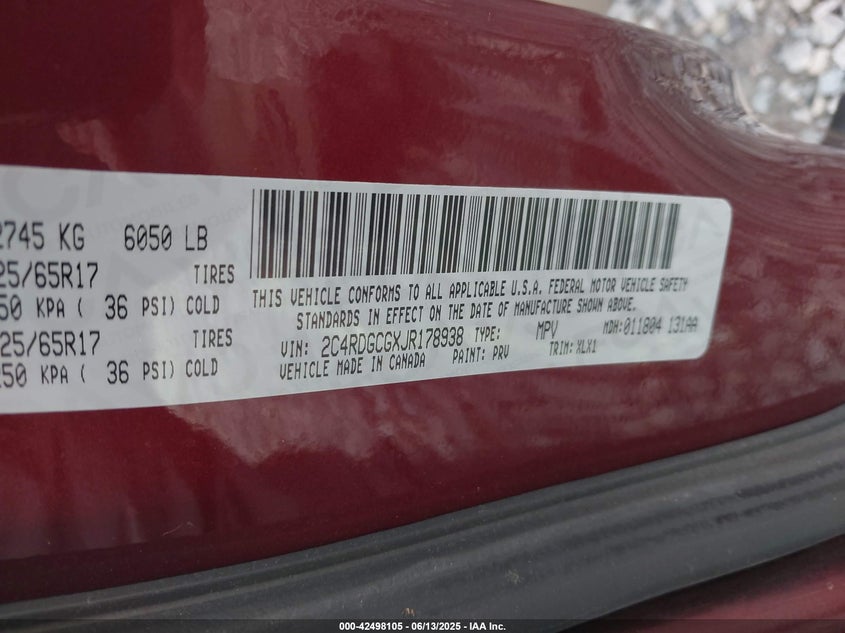 2745 KG 6050 LB
25/65R17 TIRES
50 KPA ( 36 PSI) COLD
25/65R17 TIRES
250 KPA ( 36 PSI) COLD
THIS VEHICLE CONFORMS TO ALL APPLICABLE U.S.A. FEDERAL MOTOR VEHICLE SAFETY
STANDARDS IN EFFECT ON THE DATE OF MANUFACTURE SHOWN ABOVE.
VIN: 2C4RDGCGXJR178938 TYPE: MPV MDH:011804 131AA
VEHICLE MADE IN CANADA PAINT: PRV TRIM: XLX1
000-42498105 - 06/13/2025 - IAA Inc.